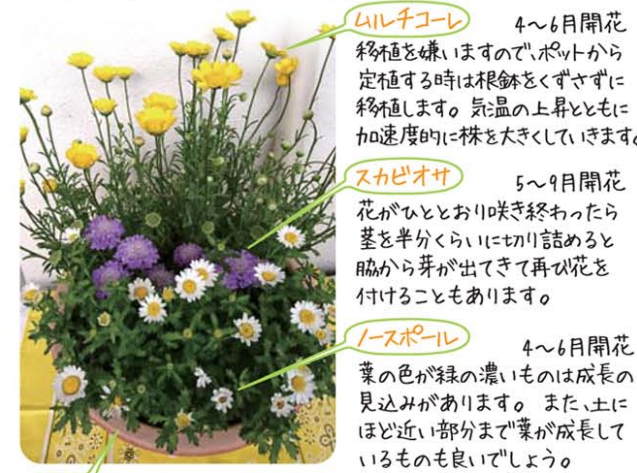 ムルチコーレ 4〜6月開花
移植を嫌いますので、ポットから
定植する時は根鉢をくずさずに
移植します。気温の上昇とともに
加速度的に株を大きくしていきます。
スカビオサ 5〜9月開花
花がひととおり咲き終わったら
茎を半分くらいに切り詰めると
脇から芽が出てきて再び花を
付けることもあります。
ノースポール 4〜6月開花
葉の色が緑の濃いものは成長の
見込みがあります。また、土に
ほど近い部分まで葉が成長して
いるものも良いでしょう。